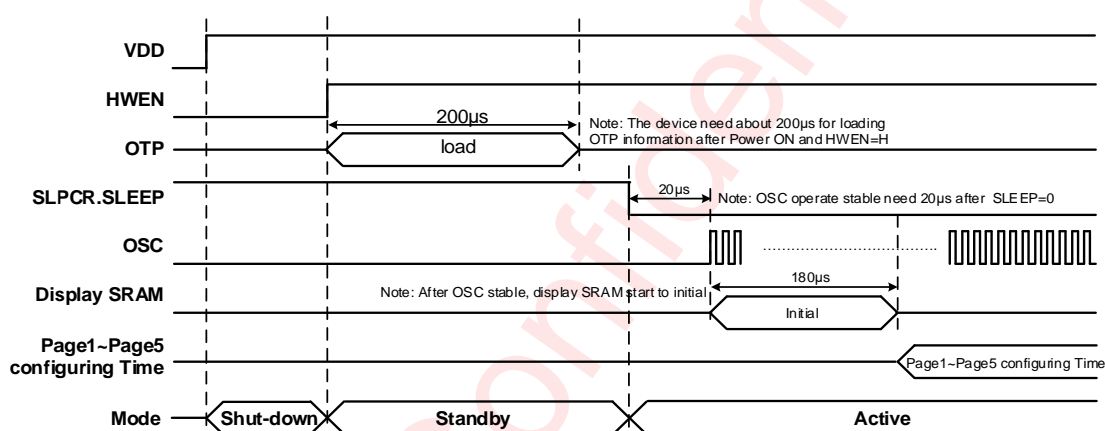 VDD
HWEN
200µs
Note: The device need about 200µs for loading
OTP information after Power ON and HWEN=H
OTP
load
SLPCR.SLEEP
20µs
Note: OSC operate stable need 20µs after SLEEP=0
OSC
180µs
Display SRAM
Note: After OSC stable, display SRAM start to initial
Initial
Page1~Page5
configuring Time
Page1~Page5 configuring Time
Mode
Shut-down
Standby
Active